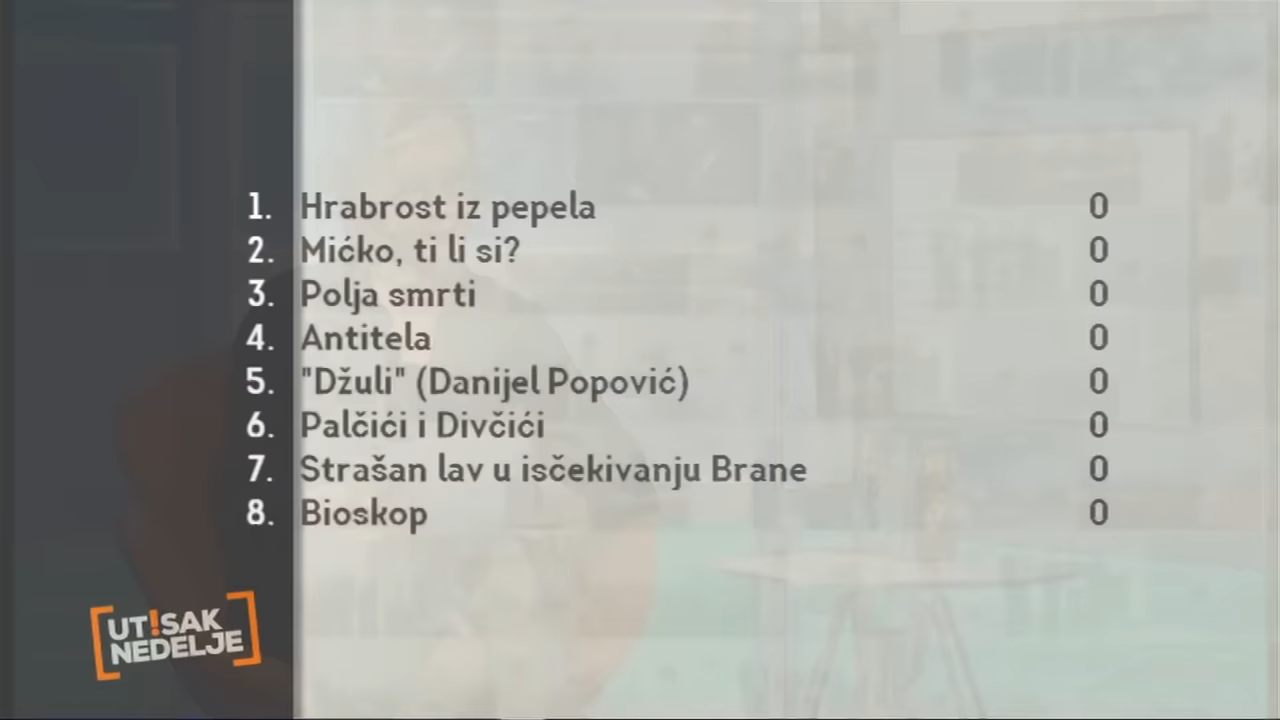 1. Hrabrost iz pepela 0
2. Mićko, ti li si? 0
3. Polja smrti 0
4. Antitela 0
5. "Džuli" (Danijel Popović) 0
6. Palčići i Divčići 0
7. Strašan lav u isčekivanju Brane 0
8. Bioskop 0
UT!SAK
NEDELJE